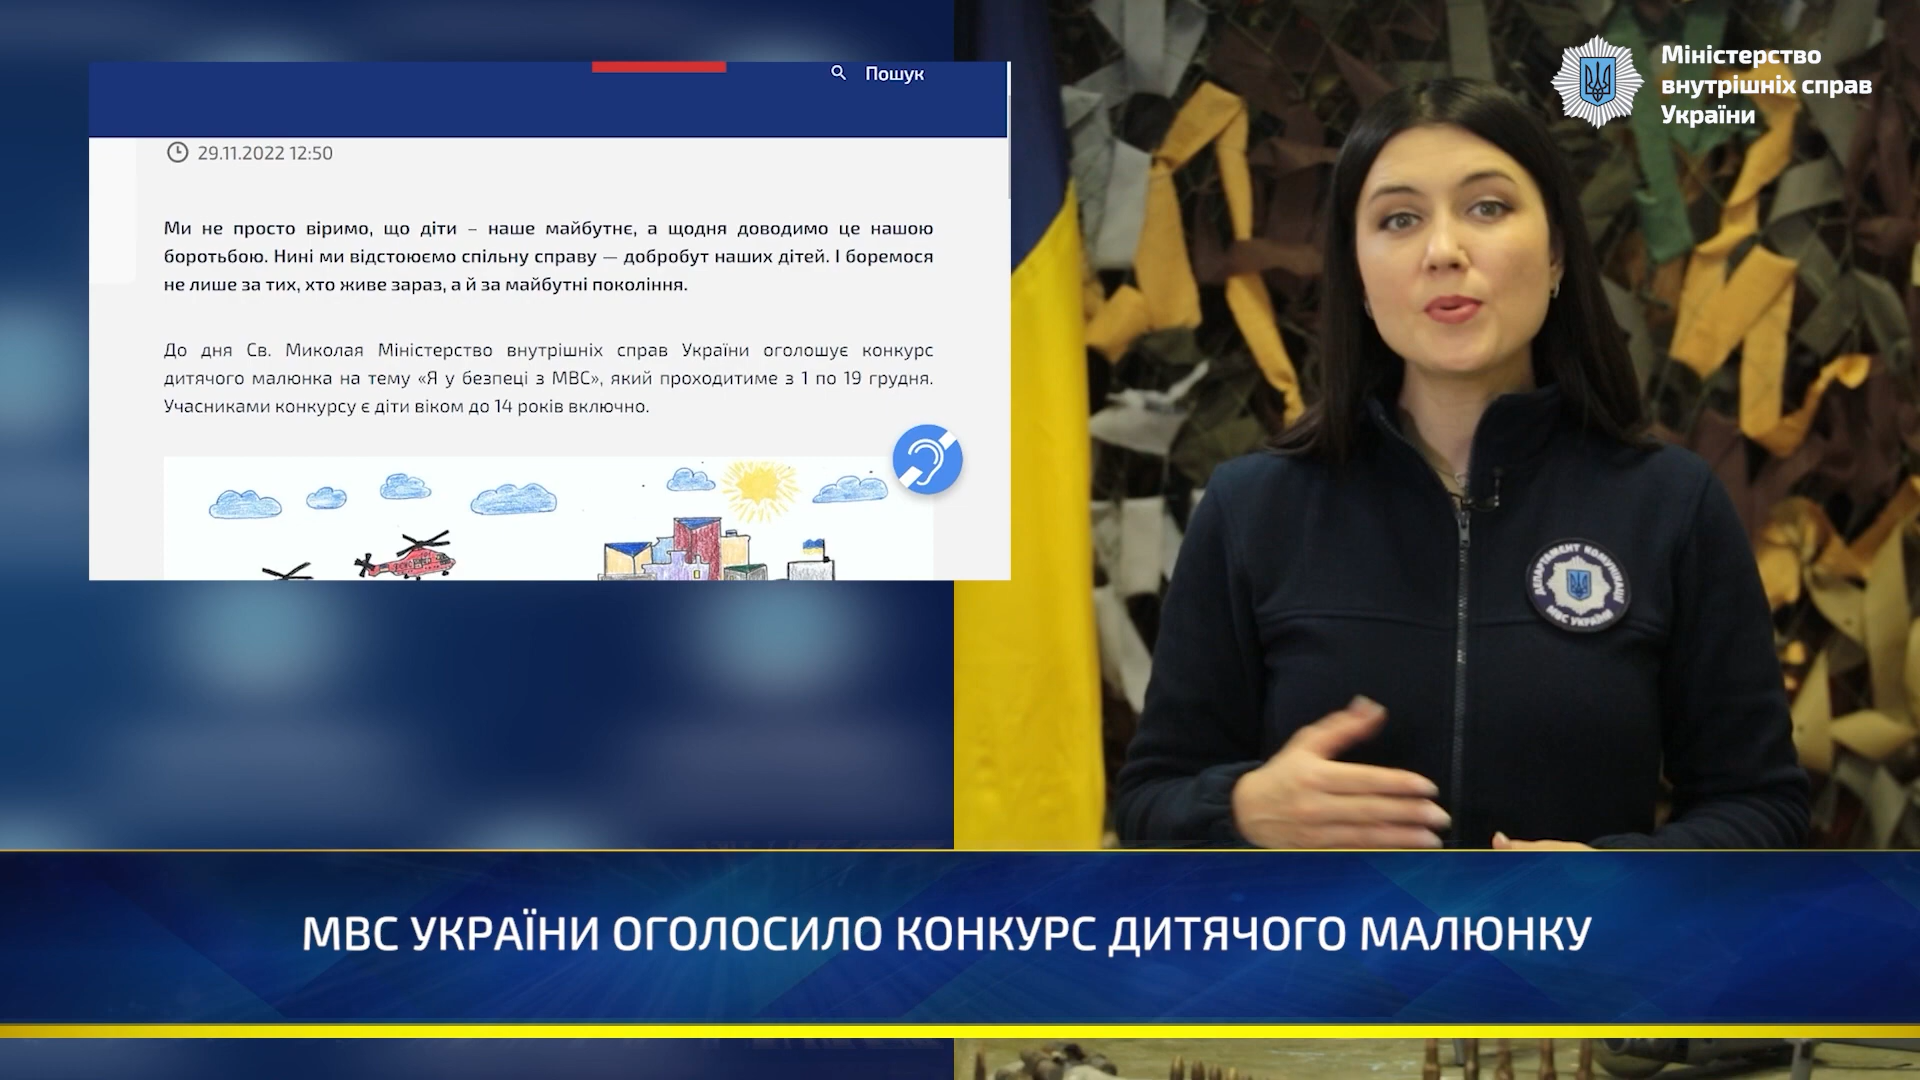 Міністерство
внутрішніх справ
України
Пошук
29.11.2022 12:50
Ми не просто віримо, що діти – наше майбутнє, а щодня доводимо це нашою
боротьбою. Нині ми відстоюємо спільну справу — добробут наших дітей. І боремося
не лише за тих, хто живе зараз, а й за майбутні покоління.
До дня Св. Миколая Міністерство внутрішніх справ України оголошує конкурс
дитячого малюнка на тему «Я у безпеці з МВС», який проходитиме з 1 по 19 грудня.
Учасниками конкурсу є діти віком до 14 років включно.
ДЕПАРТАМЕНТ КОМУНІКАЦІЇ
МВС УКРАЇНИ
МВС УКРАЇНИ ОГОЛОСИЛО КОНКУРС ДИТЯЧОГО МАЛЮНКУ